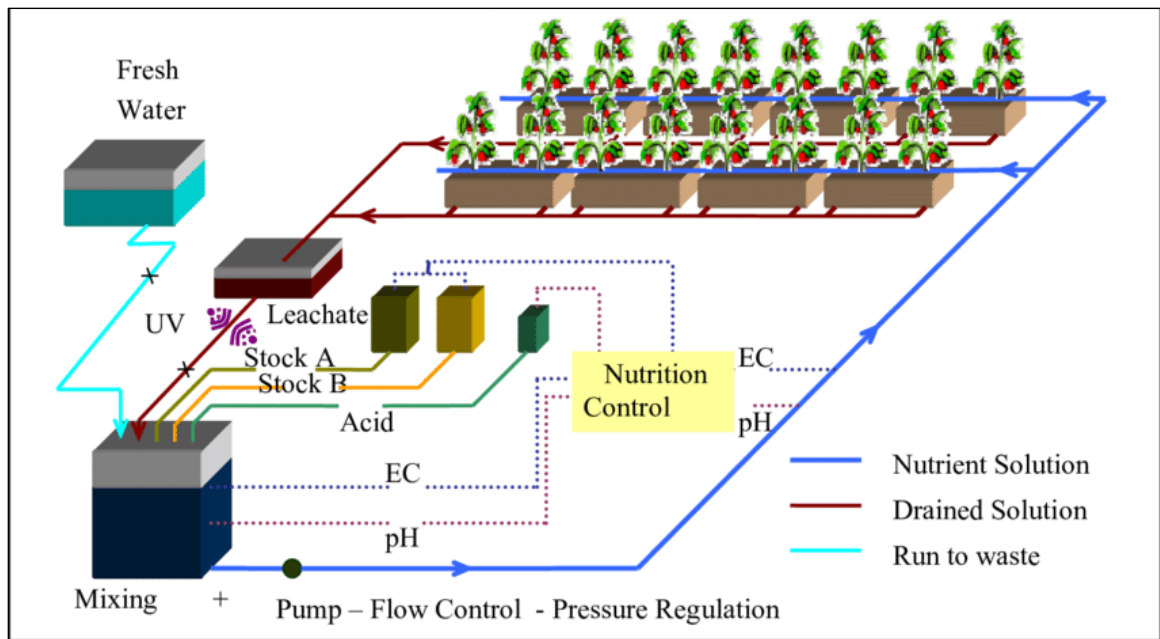 Fresh
Water
UV
Leachate
Stock A
Stock B
Acid
Nutrition
Control
EC
pH
EC
pH
Nutrient Solution
Drained Solution
Run to waste
Mixing +
Pump – Flow Control - Pressure Regulation